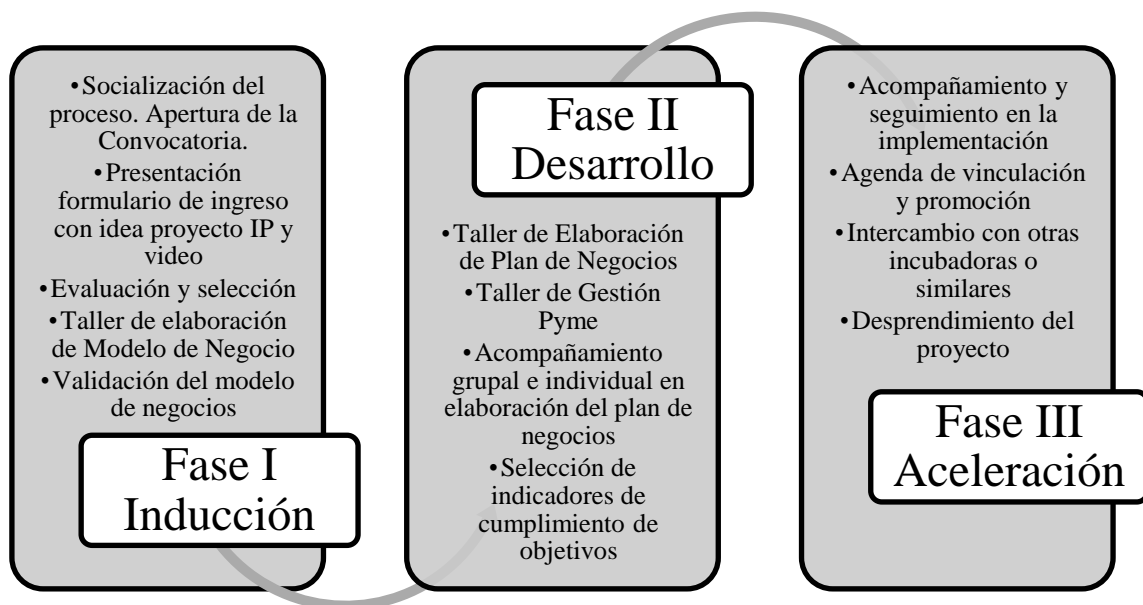 •Socialización del
proceso. Apertura de la
Convocatoria.
•Presentación
formulario de ingreso
con idea proyecto IP y
video
•Evaluación y selección
•Taller de elaboración
de Modelo de Negocio
•Validación del modelo
de negocios
Fase I
Inducción
Fase II
Desarrollo
•Taller de Elaboración
de Plan de Negocios
•Taller de Gestión
Pyme
•Acompañamiento
grupal e individual en
elaboración del plan de
negocios
•Selección de
indicadores de
cumplimiento de
objetivos
•Acompañamiento y
seguimiento en la
implementación
•Agenda de vinculación
y promoción
•Intercambio con otras
incubadoras o
similares
•Desprendimiento del
proyecto
Fase III
Aceleración